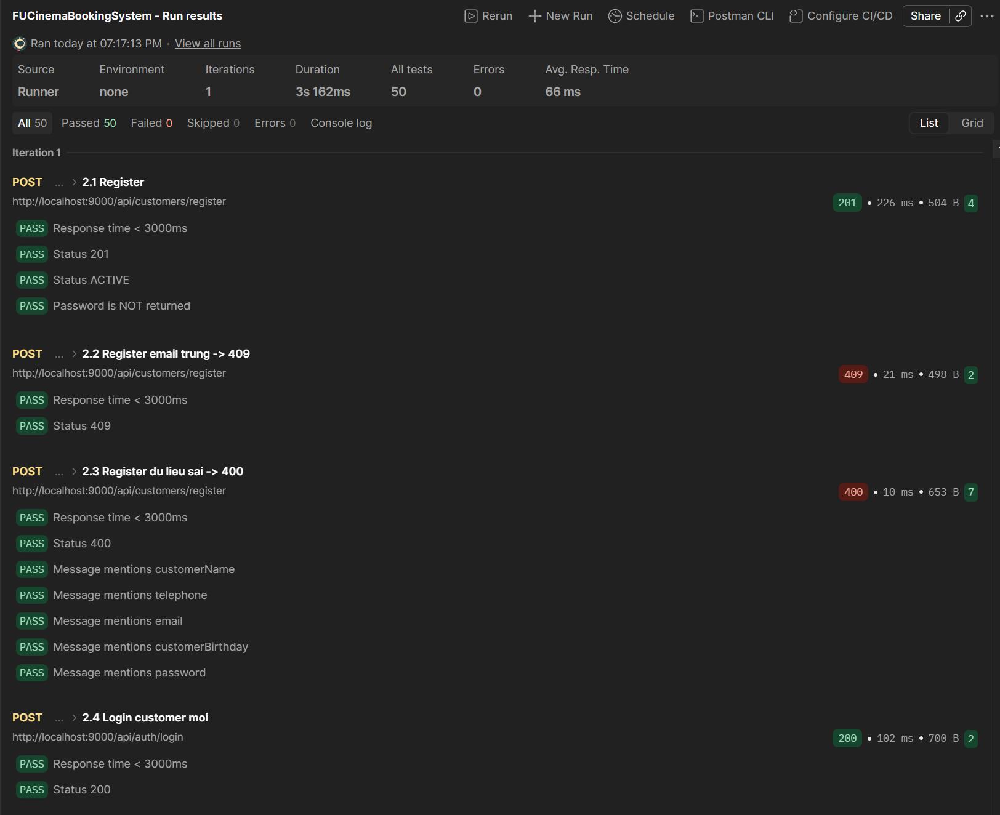 FUCinemaBookingSystem - Run results
Rerun
New Run
Schedule
Postman CLI
Configure CI/CD
Share
Ran today at 07:17:13 PM · View all runs
Source Environment Iterations Duration All tests Errors Avg. Resp. Time
Runner none 1 3s 162ms 50 0 66 ms
All 50 Passed 50 Failed 0 Skipped 0 Errors 0 Console log
List Grid
Iteration 1
POST ... > 2.1 Register
http://localhost:9000/api/customers/register
201 • 226 ms • 504 B 4
PASS Response time < 3000ms
PASS Status 201
PASS Status ACTIVE
PASS Password is NOT returned
POST ... > 2.2 Register email trung -> 409
http://localhost:9000/api/customers/register
409 • 21 ms • 498 B 2
PASS Response time < 3000ms
PASS Status 409
POST ... > 2.3 Register du lieu sai -> 400
http://localhost:9000/api/customers/register
400 • 10 ms • 653 B 7
PASS Response time < 3000ms
PASS Status 400
PASS Message mentions customerName
PASS Message mentions telephone
PASS Message mentions email
PASS Message mentions customerBirthday
PASS Message mentions password
POST ... > 2.4 Login customer moi
http://localhost:9000/api/auth/login
200 • 102 ms • 700 B 2
PASS Response time < 3000ms
PASS Status 200